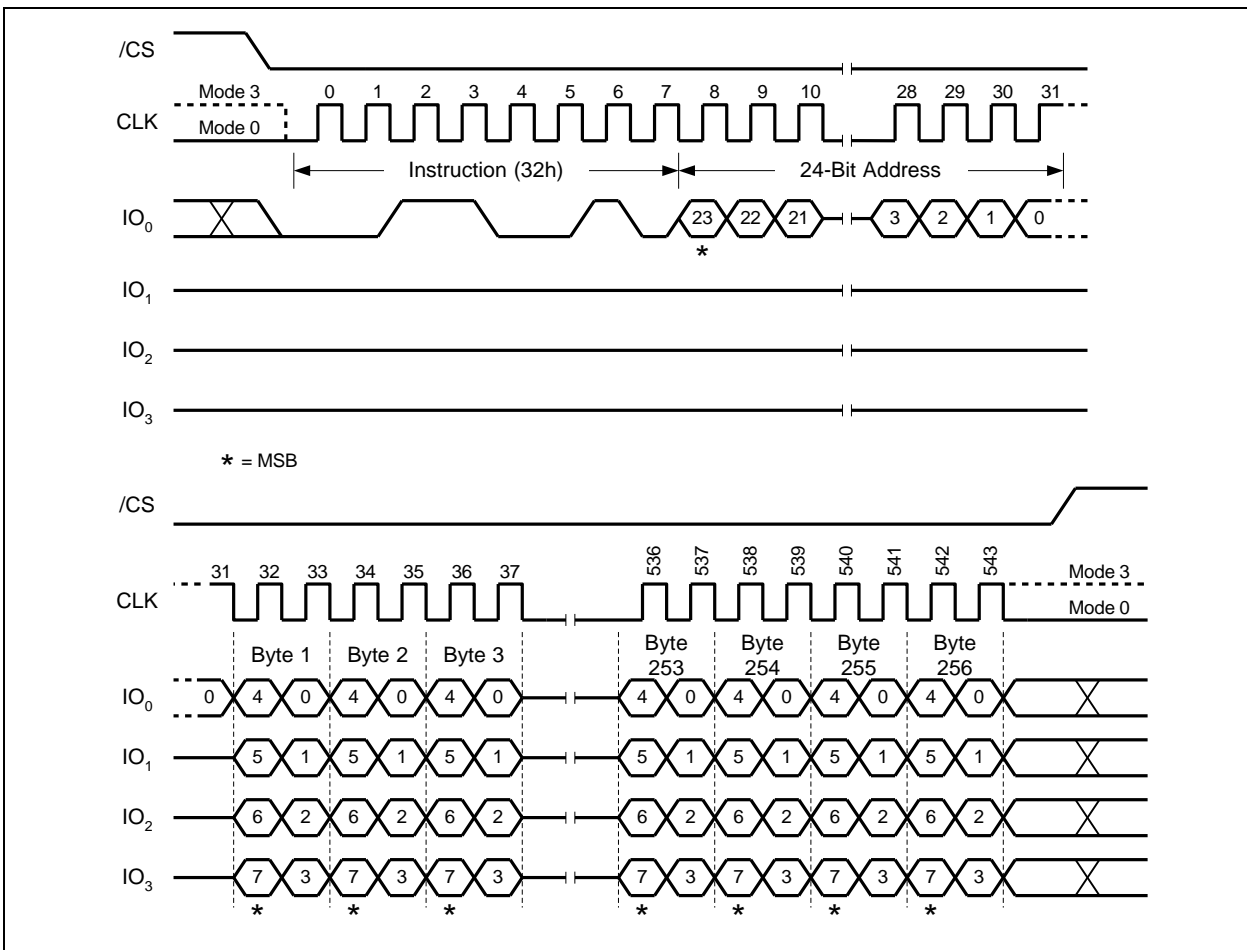 /CS
Mode 3 0 1 2 3 4 5 6 7 8 9 10 28 29 30 31
CLK
Mode 0
Instruction (32h) 24-Bit Address
IO0 23 22 21 3 2 1 0
*
IO1
IO2
IO3
* = MSB
/CS
31 32 33 34 35 36 37 536 537 538 539 540 541 542 543 Mode 3
CLK
Mode 0
Byte 1 Byte 2 Byte 3 Byte 253 Byte 254 Byte 255 Byte 256
IO0 0 4 0 4 0 4 0 4 0 4 0 4 0 4 0
IO1 5 1 5 1 5 1 5 1 5 1 5 1 5 1
IO2 6 2 6 2 6 2 6 2 6 2 6 2 6 2
IO3 7 3 7 3 7 3 7 3 7 3 7 3 7 3
* * * * * * *